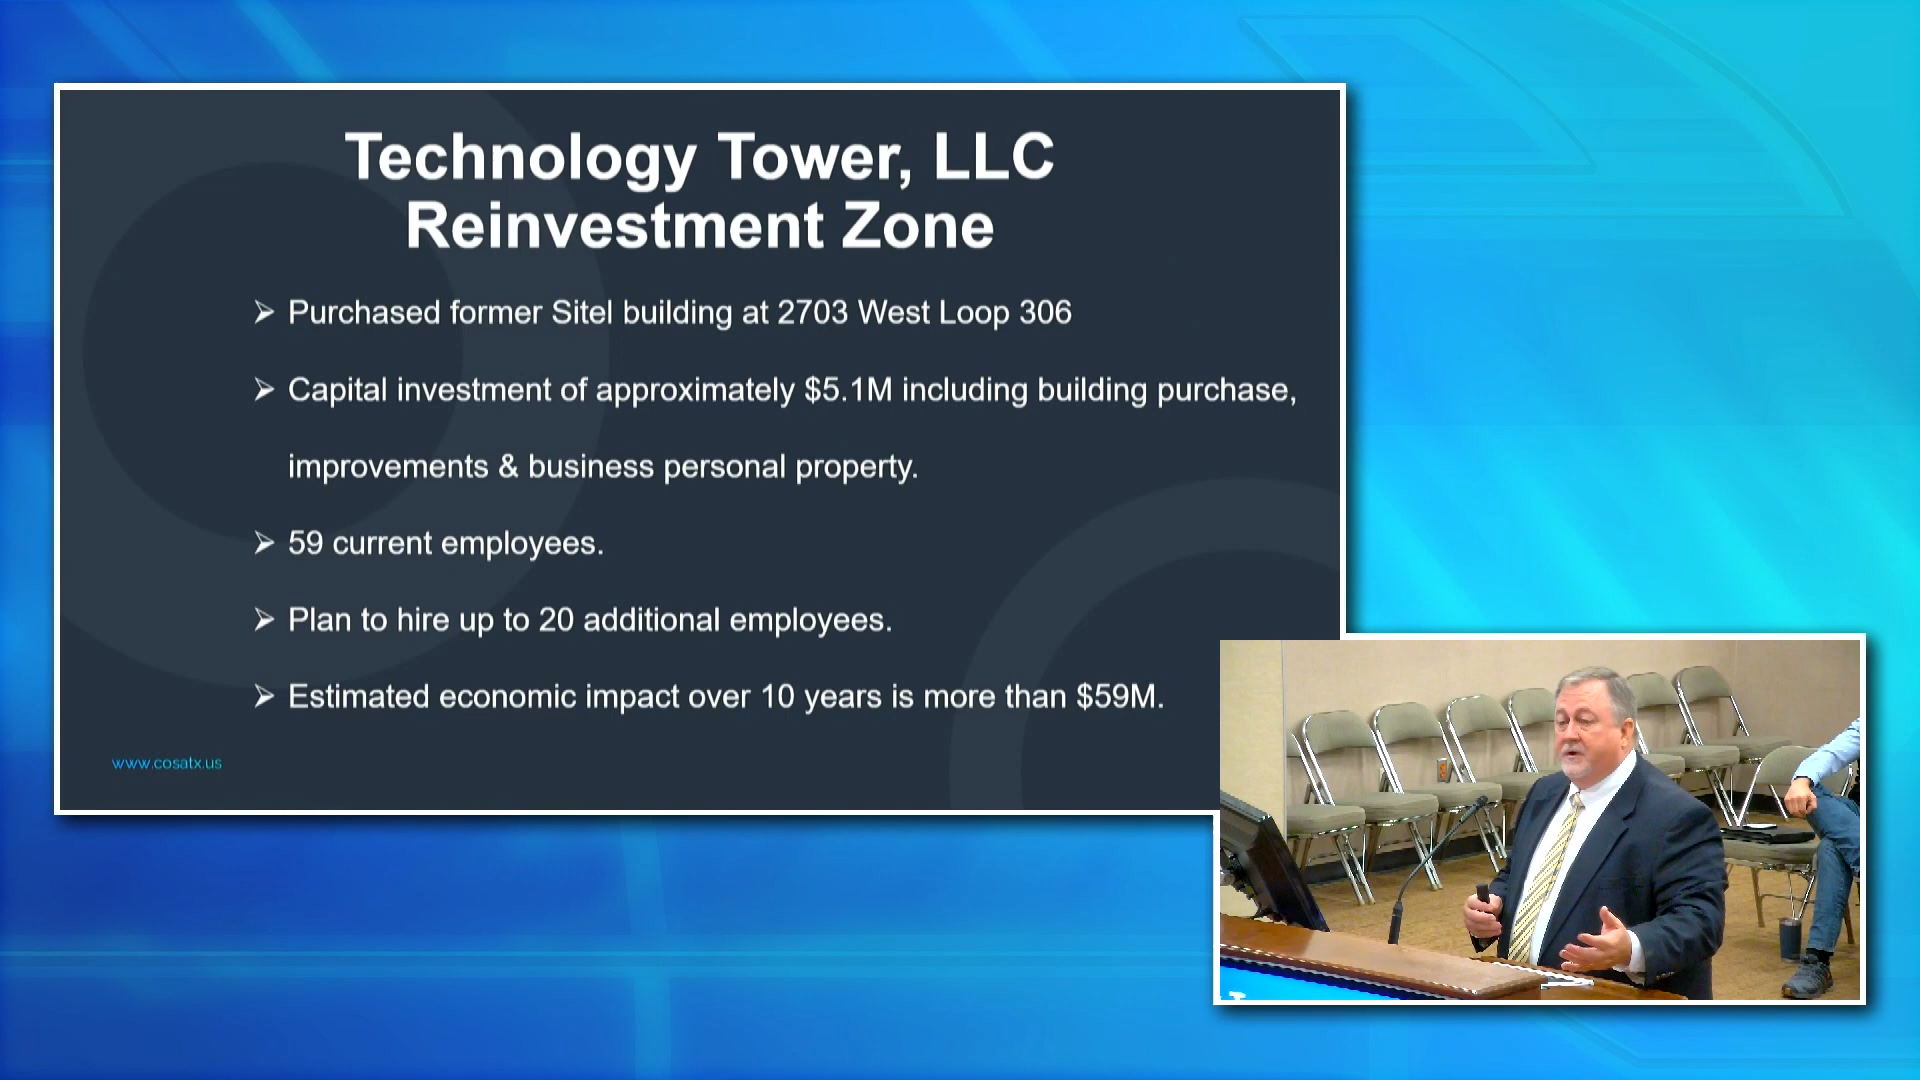 Technology Tower, LLC
Reinvestment Zone
➢ Purchased former Sitel building at 2703 West Loop 306
➢ Capital investment of approximately $5.1M including building purchase,
improvements & business personal property.
➢ 59 current employees.
➢ Plan to hire up to 20 additional employees.
➢ Estimated economic impact over 10 years is more than $59M.
www.cosatx.us